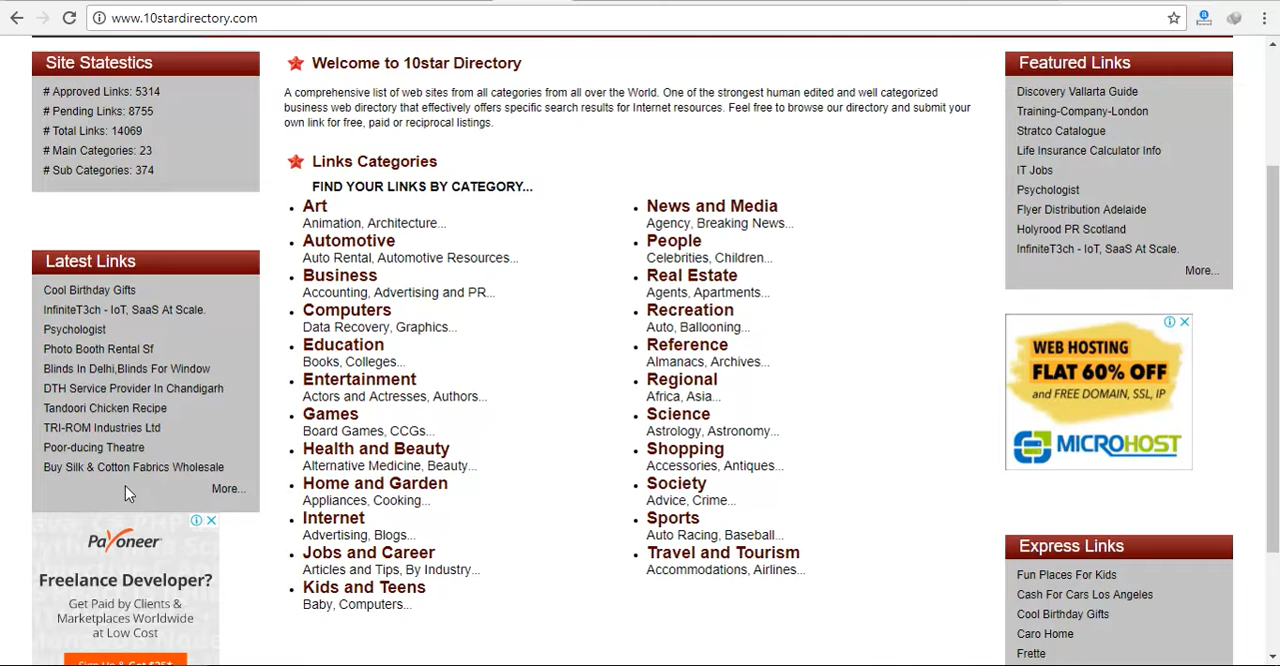 www.10stardirectory.com
Site Statestics
# Approved Links: 5314
# Pending Links: 8755
# Total Links: 14069
# Main Categories: 23
# Sub Categories: 374
Latest Links
Cool Birthday Gifts
InfiniteT3ch - IoT, SaaS At Scale.
Psychologist
Photo Booth Rental Sf
Blinds In Delhi,Blinds For Window
DTH Service Provider In Chandigarh
Tandoori Chicken Recipe
TRI-ROM Industries Ltd
Poor-ducing Theatre
Buy Silk & Cotton Fabrics Wholesale
More...
Payoneer
Freelance Developer?
Get Paid by Clients &
Marketplaces Worldwide
at Low Cost
Sign Up & Get $25*
Welcome to 10star Directory
A comprehensive list of web sites from all categories from all over the World. One of the strongest human edited and well categorized
business web directory that effectively offers specific search results for Internet resources. Feel free to browse our directory and submit your
own link for free, paid or reciprocal listings.
Links Categories
FIND YOUR LINKS BY CATEGORY...
Art
Animation, Architecture...
Automotive
Auto Rental, Automotive Resources...
Business
Accounting, Advertising and PR...
Computers
Data Recovery, Graphics...
Education
Books, Colleges...
Entertainment
Actors and Actresses, Authors...
Games
Board Games, CCGs...
Health and Beauty
Alternative Medicine, Beauty...
Home and Garden
Appliances, Cooking...
Internet
Advertising, Blogs...
Jobs and Career
Articles and Tips, By Industry...
Kids and Teens
Baby, Computers...
News and Media
Agency, Breaking News...
People
Celebrities, Children...
Real Estate
Agents, Apartments...
Recreation
Auto, Ballooning...
Reference
Almanacs, Archives...
Regional
Africa, Asia...
Science
Astrology, Astronomy...
Shopping
Accessories, Antiques...
Society
Advice, Crime...
Sports
Auto Racing, Baseball...
Travel and Tourism
Accommodations, Airlines...
Featured Links
Discovery Vallarta Guide
Training-Company-London
Stratco Catalogue
Life Insurance Calculator Info
IT Jobs
Psychologist
Flyer Distribution Adelaide
Holyrood PR Scotland
InfiniteT3ch - IoT, SaaS At Scale.
More...
WEB HOSTING
FLAT 60% OFF
and FREE DOMAIN, SSL, IP
MICROHOST
Express Links
Fun Places For Kids
Cash For Cars Los Angeles
Cool Birthday Gifts
Caro Home
Frette